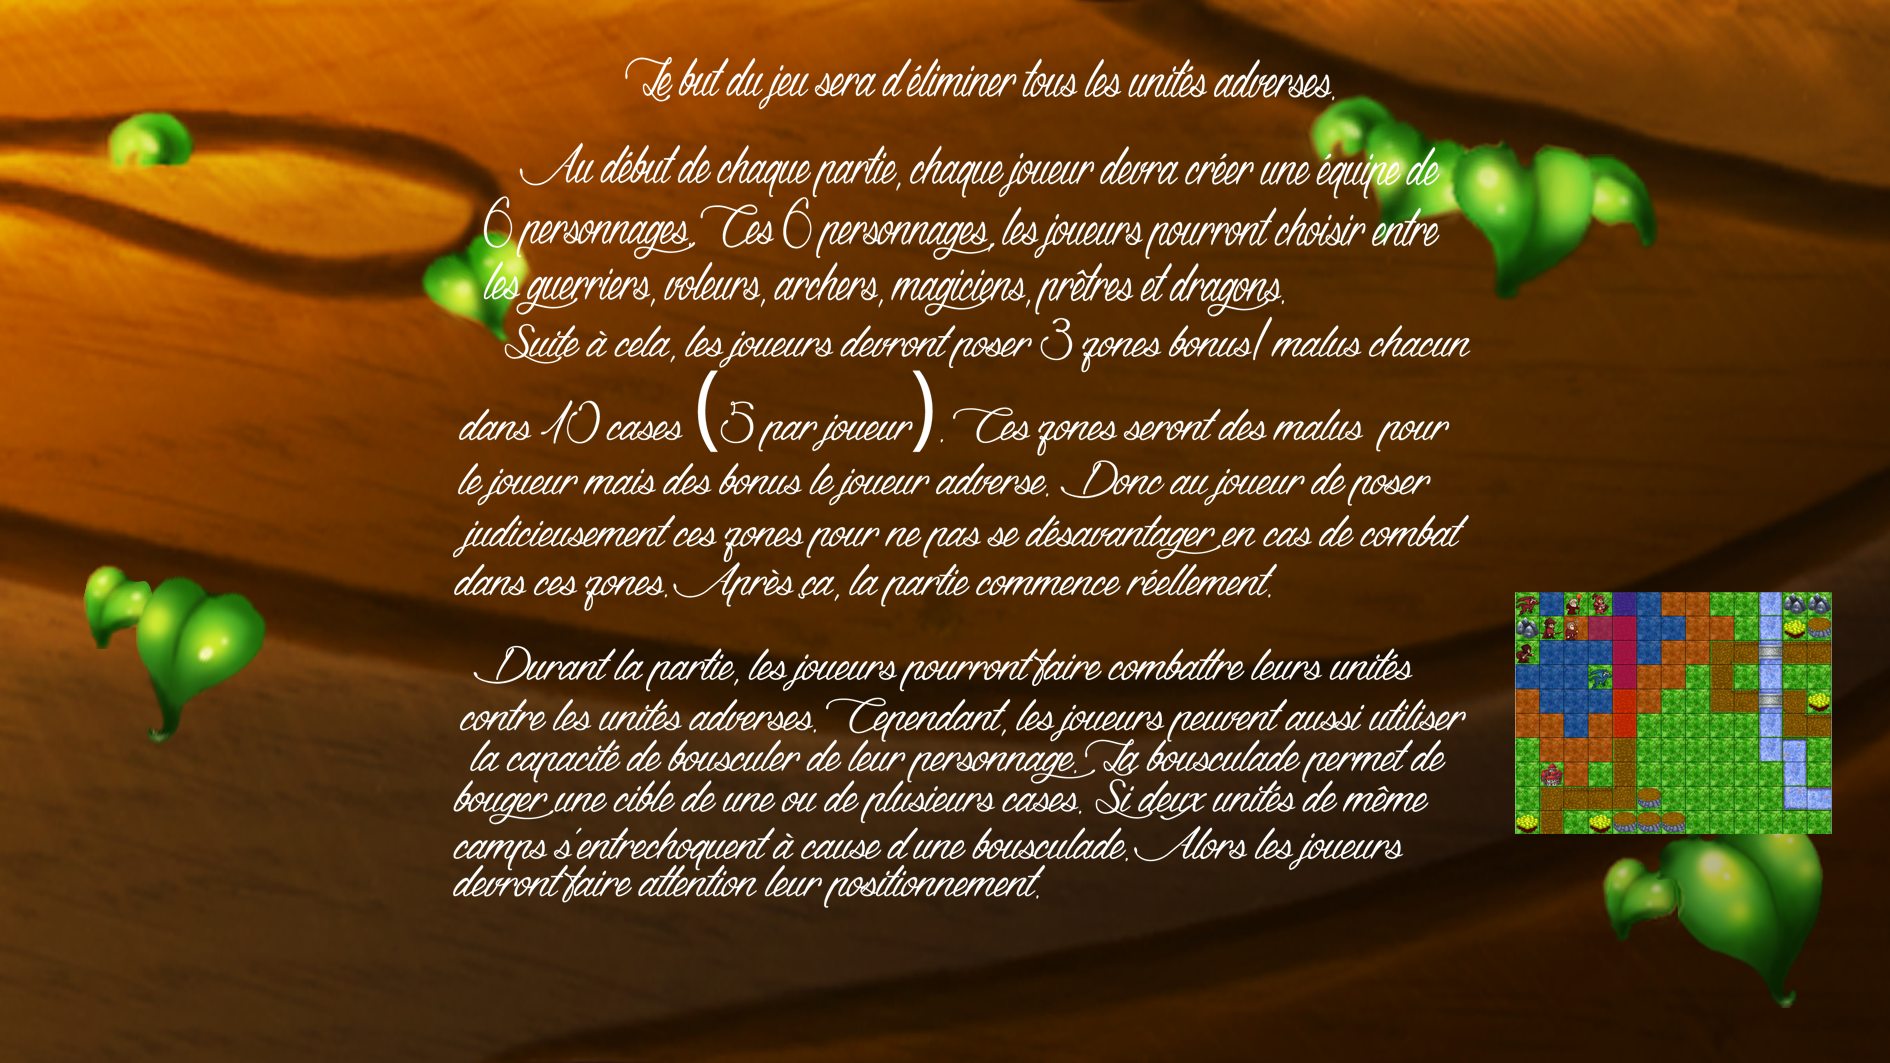 Le but du jeu sera d'éliminer tous les unités adverses.
Au début de chaque partie, chaque joueur devra créer une équipe de
6 personnages. Ces 6 personnages, les joueurs pourront choisir entre
les guerriers, voleurs, archers, magiciens, prêtres et dragons.
Suite à cela, les joueurs devront poser 3 zones bonus/ malus chacun
dans 10 cases (5 par joueur). Ces zones seront des malus pour
le joueur mais des bonus le joueur adverse. Donc au joueur de poser
judicieusement ces zones pour ne pas se désavantager en cas de combat
dans ces zones. Après ça, la partie commence réellement.
Durant la partie, les joueurs pourront faire combattre leurs unités
contre les unités adverses. Cependant, les joueurs peuvent aussi utiliser
la capacité de bousculer de leur personnage. La bousculade permet de
bouger une cible de une ou de plusieurs cases. Si deux unités de même
camps s'entrechoquent à cause d'une bousculade. Alors les joueurs
devront faire attention leur positionnement.